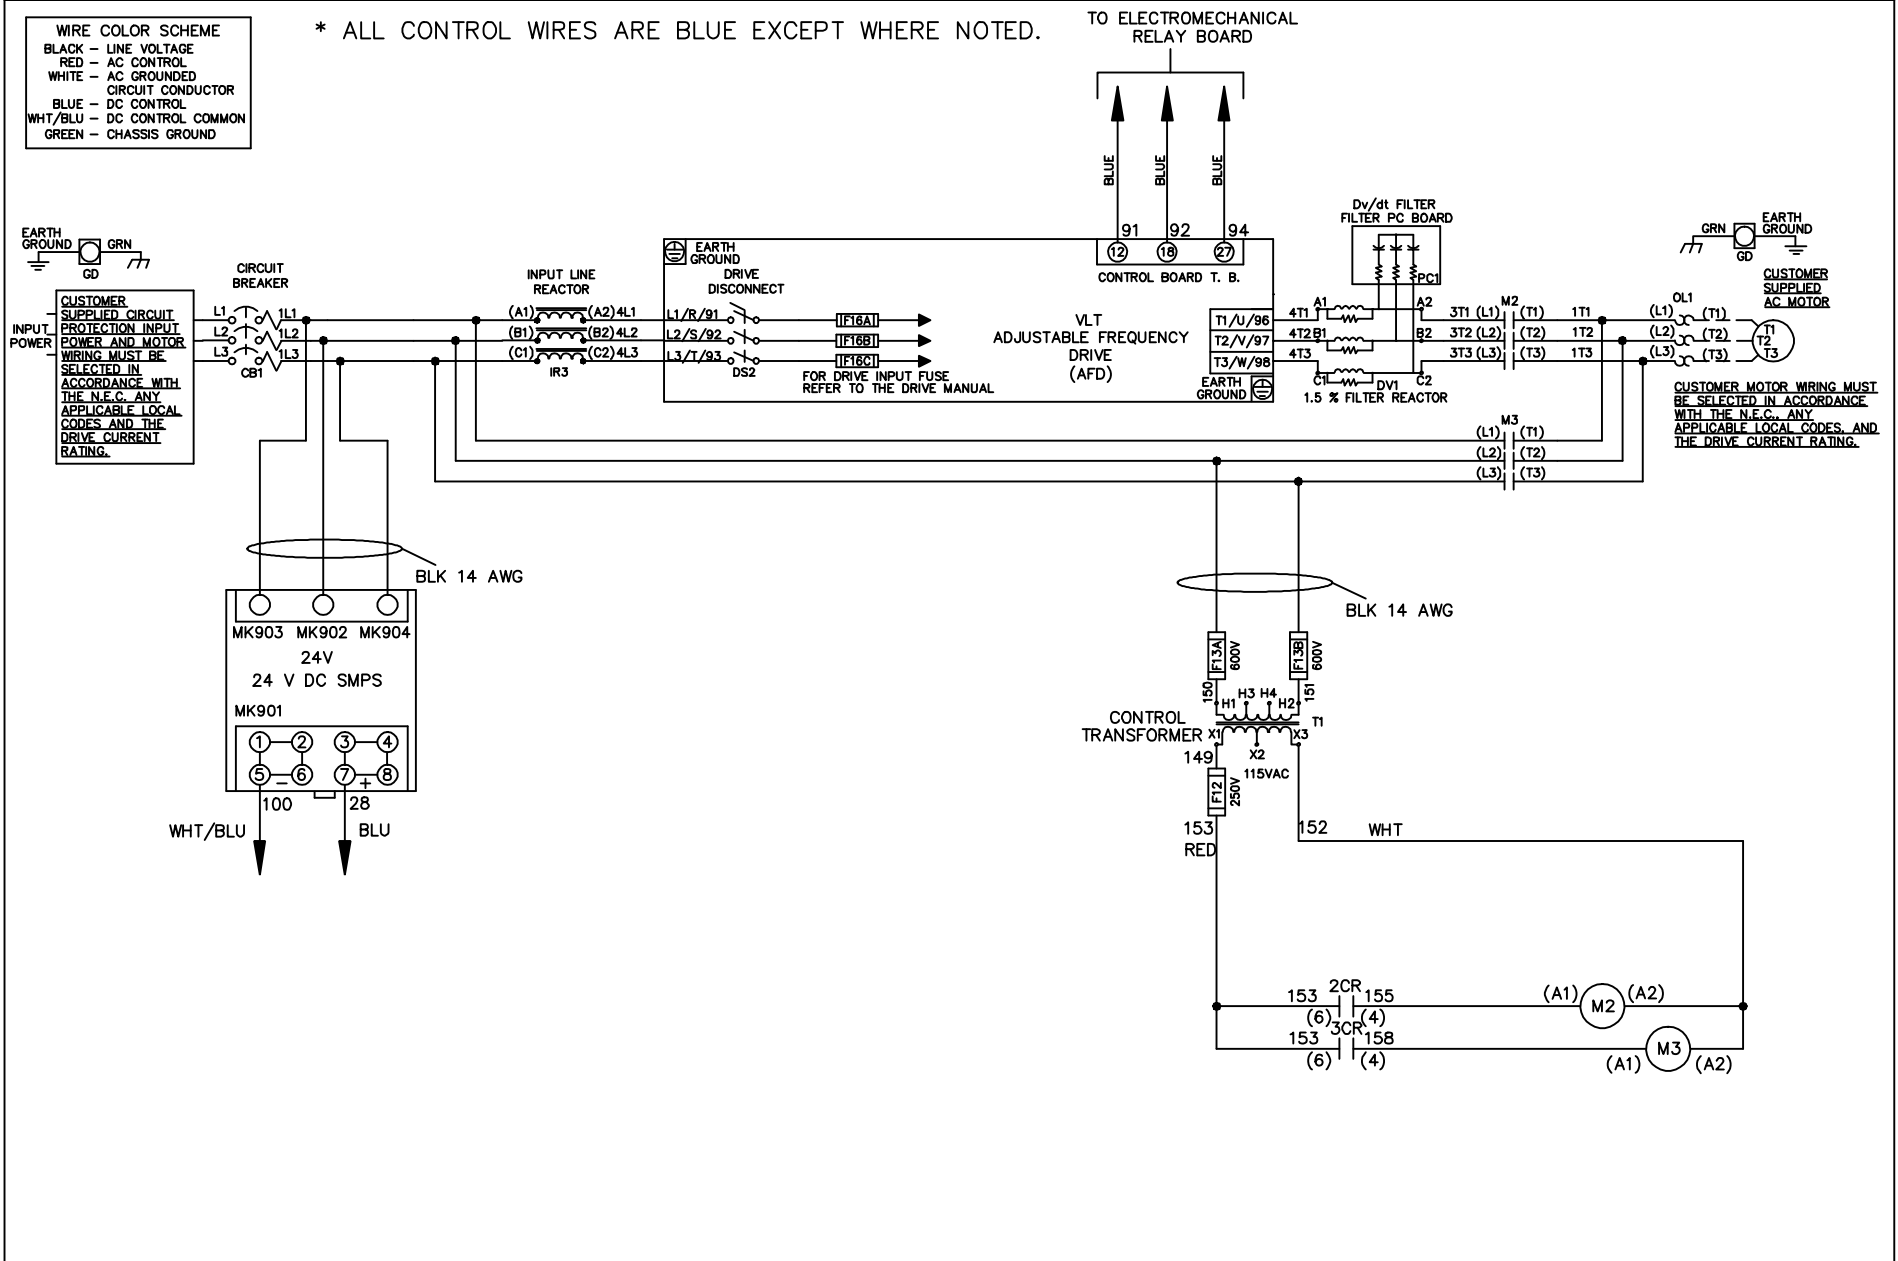 WIRE COLOR SCHEME
BLACK – LINE VOLTAGE
RED – AC CONTROL
WHITE – AC GROUNDED
CIRCUIT CONDUCTOR
BLUE – DC CONTROL
WHT/BLU – DC CONTROL COMMON
GREEN – CHASSIS GROUND
* ALL CONTROL WIRES ARE BLUE EXCEPT WHERE NOTED.
TO ELECTROMECHANICAL
RELAY BOARD
BLUE
BLUE
BLUE
91 92 94
12 18 27
CONTROL BOARD T. B.
EARTH
GROUND
GRN
GD
INPUT
POWER
CUSTOMER
SUPPLIED CIRCUIT
PROTECTION INPUT
POWER AND MOTOR
WIRING MUST BE
SELECTED IN
ACCORDANCE WITH
THE N.E.C. ANY
APPLICABLE LOCAL
CODES AND THE
DRIVE CURRENT
RATING.
CIRCUIT
BREAKER
L1 1L1
L2 1L2
L3 1L3
CB1
INPUT LINE
REACTOR
(A1) (A2) 4L1
(B1) (B2) 4L2
(C1) (C2) 4L3
IR3
EARTH
GROUND
DRIVE
DISCONNECT
L1/R/91
L2/S/92
L3/T/93
DS2
F16A
F16B
F16C
FOR DRIVE INPUT FUSE
REFER TO THE DRIVE MANUAL
VLT
ADJUSTABLE FREQUENCY
DRIVE
(AFD)
T1/U/96
T2/V/97
T3/W/98
EARTH
GROUND
4T1 A1 A2
4T2 B1 B2
4T3
C1 C2
DV1
1.5 % FILTER REACTOR
Dv/dt FILTER
FILTER PC BOARD
PC1
M2
3T1 (L1) (T1) 1T1
3T2 (L2) (T2) 1T2
3T3 (L3) (T3) 1T3
M3
(L1) (T1)
(L2) (T2)
(L3) (T3)
OL1
(L1) (T1)
(L2) (T2)
(L3) (T3)
T1
T2
T3
GRN
GD
EARTH
GROUND
CUSTOMER
SUPPLIED
AC MOTOR
CUSTOMER MOTOR WIRING MUST
BE SELECTED IN ACCORDANCE
WITH THE N.E.C., ANY
APPLICABLE LOCAL CODES, AND
THE DRIVE CURRENT RATING.
BLK 14 AWG
MK903 MK902 MK904
24V
24 V DC SMPS
MK901
1 2 3 4
5 – 6 7 + 8
100 28
WHT/BLU BLU
BLK 14 AWG
F13A 600V
F13B 600V
150 151
H1 H3 H4 H2
T1
CONTROL
TRANSFORMER
X1 X2 X3
149
115VAC
F12 250V
153
RED
152 WHT
153 2CR 155
(6) (4)
(A1) M2 (A2)
153 3CR 158
(6) (4)
(A1) M3 (A2)